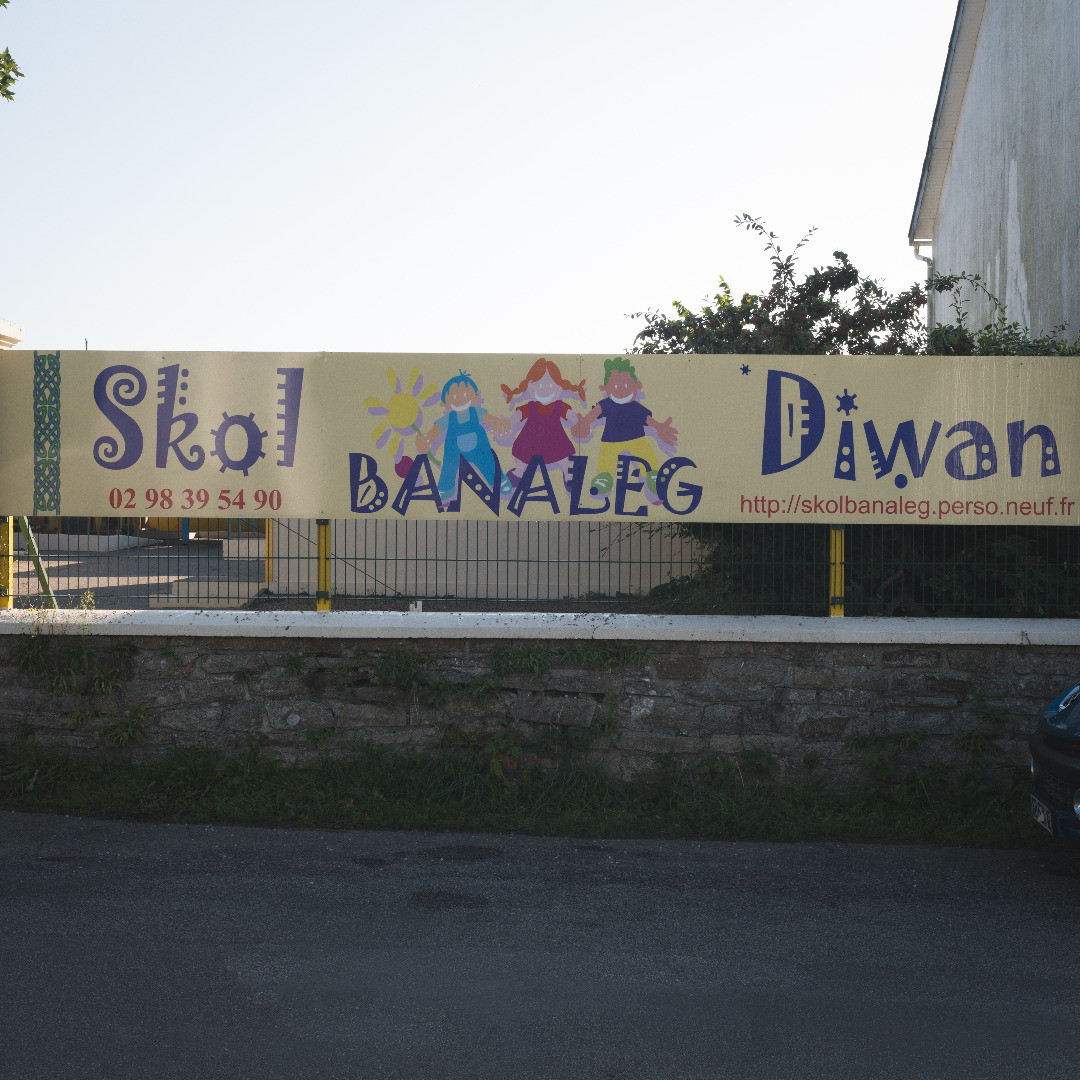 Skol
BANALEG
Diwan
02 98 39 54 90
http://skolbanaleg.perso.neuf.fr